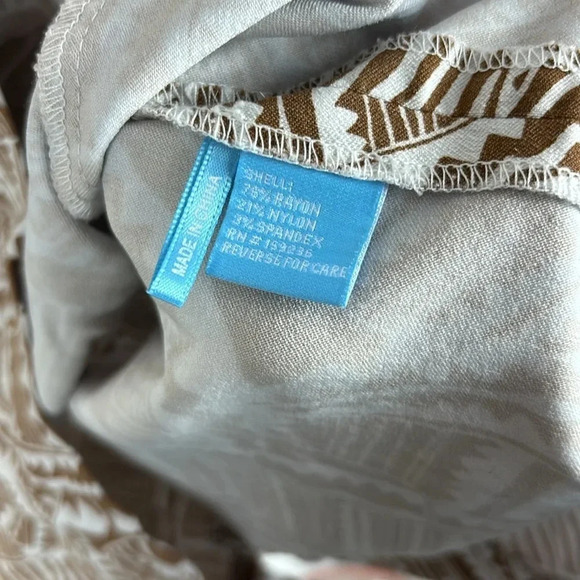 MADE IN CHINA
SHELL:
76% RAYON
21% NYLON
3% SPANDEX
RN # 139236
REVERSE FOR CARE